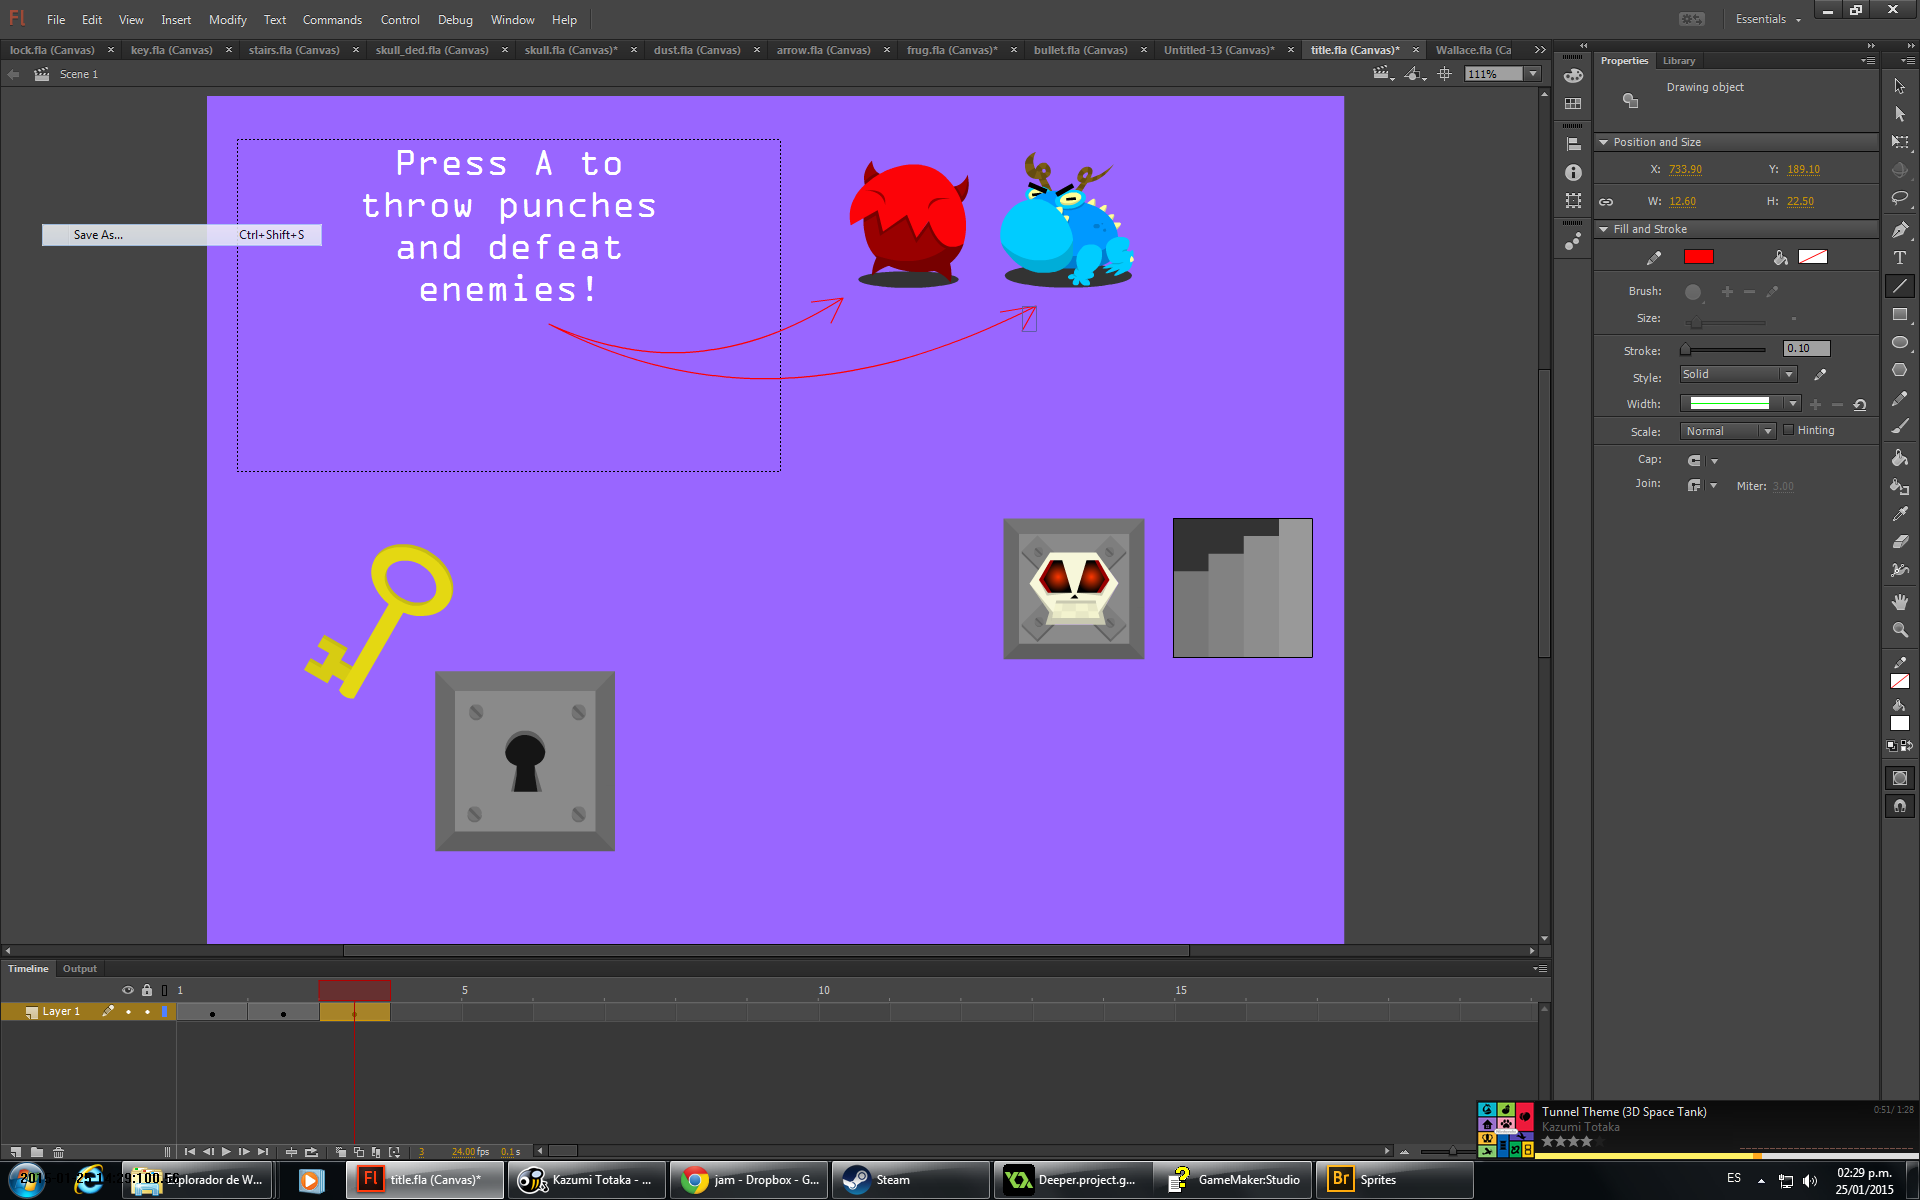 Fl File Edit View Insert Modify Text Commands Control Debug Window Help Essentials
lock.fla (Canvas) key.fla (Canvas) stairs.fla (Canvas) skull_ded.fla (Canvas) skull.fla (Canvas)* dust.fla (Canvas) arrow.fla (Canvas) frug.fla (Canvas)* bullet.fla (Canvas) Untitled-13 (Canvas)* title.fla (Canvas)* Wallace.fla (Ca
Scene 1 111%
Press A to
throw punches
and defeat
enemies!
Save As... Ctrl+Shift+S
Properties Library
Drawing object
Position and Size
X: 733.90 Y: 189.10
W: 12.60 H: 22.50
Fill and Stroke
Brush:
Size: -
Stroke: 0.10
Style: Solid
Width:
Scale: Normal Hinting
Cap:
Join: Miter: 3.00
Timeline Output
1 5 10 15
Layer 1
3 24.00 fps 0.1 s
Tunnel Theme (3D Space Tank) 0:51/ 1:28
Kazumi Totaka
Explorador de W... Fl title.fla (Canvas)* Kazumi Totaka - ... jam - Dropbox - G... Steam Deeper.project.g... GameMaker:Studio Br Sprites
ES 02:29 p.m.
25/01/2015